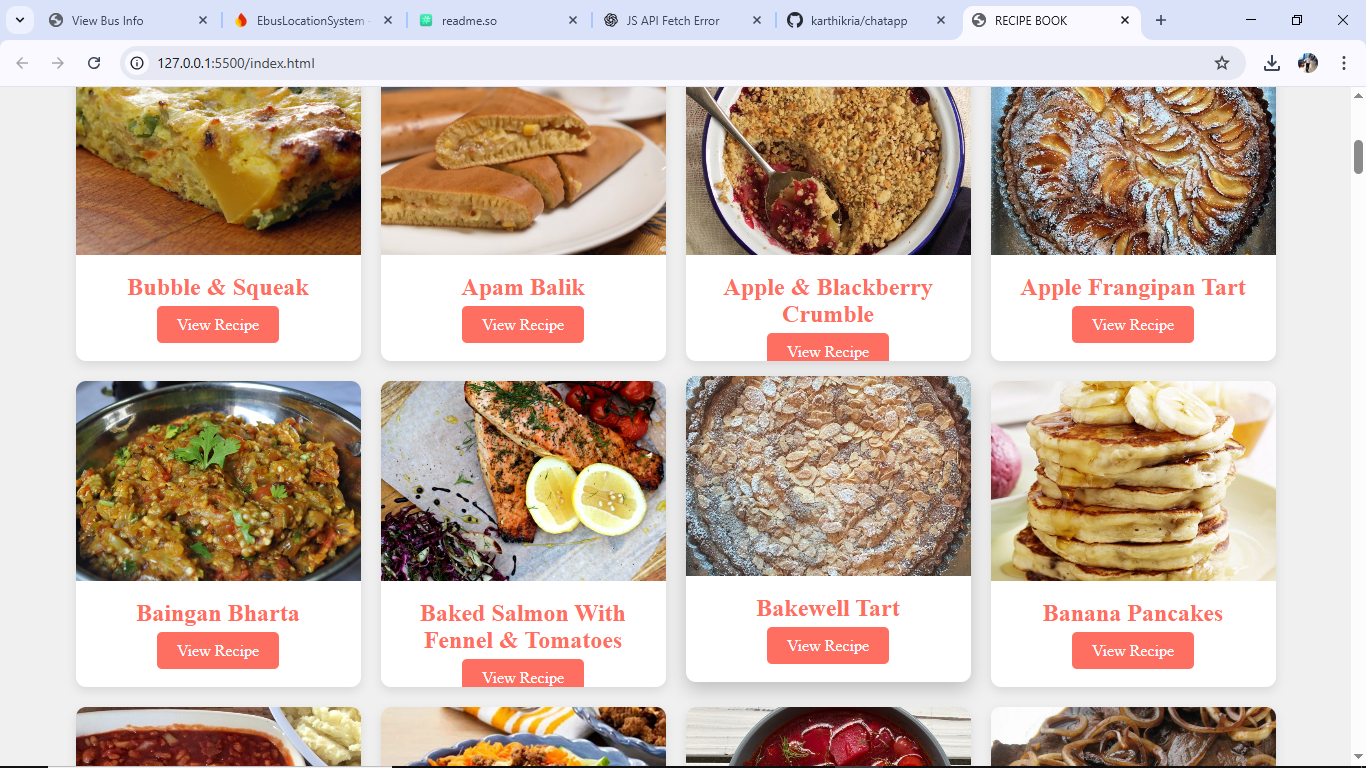 View Bus Info
EbusLocationSystem -
readme.so
JS API Fetch Error
karthikria/chatapp
RECIPE BOOK
127.0.0.1:5500/index.html
Bubble & Squeak
View Recipe
Apam Balik
View Recipe
Apple & Blackberry
Crumble
View Recipe
Apple Frangipan Tart
View Recipe
Baingan Bharta
View Recipe
Baked Salmon With
Fennel & Tomatoes
View Recipe
Bakewell Tart
View Recipe
Banana Pancakes
View Recipe